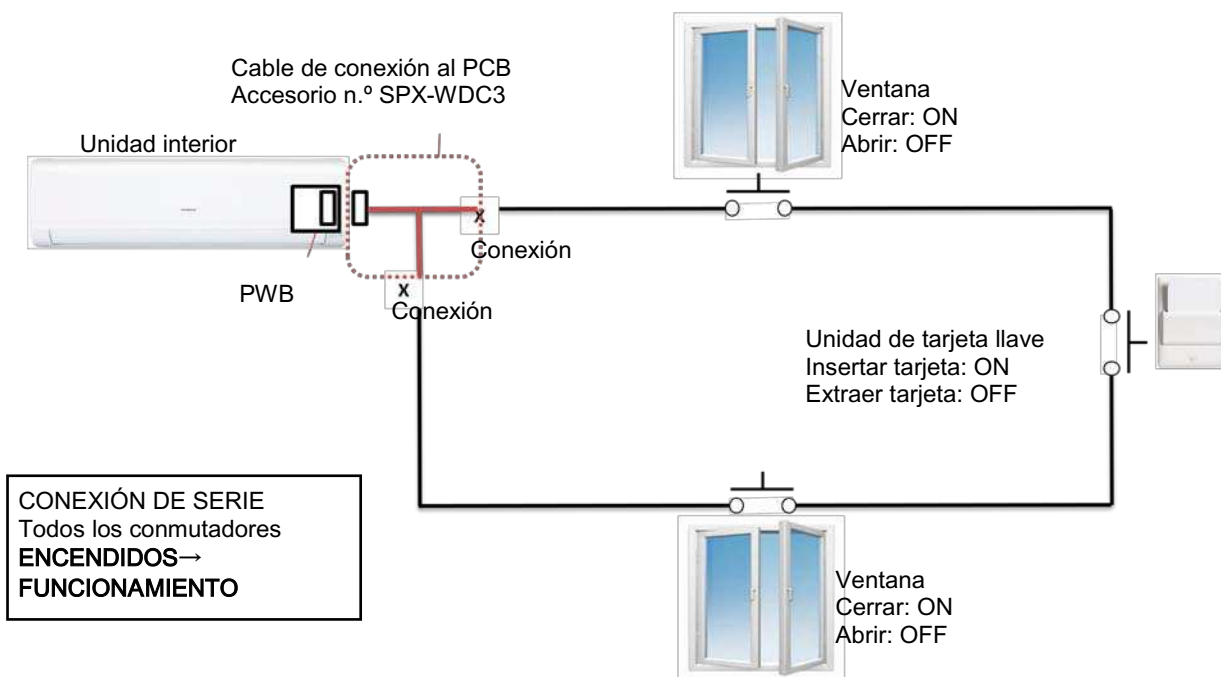 Cable de conexión al PCB
Accesorio n.º SPX-WDC3
Unidad interior
PWB
X
Conexión
X
Conexión
Ventana
Cerrar: ON
Abrir: OFF
Unidad de tarjeta llave
Insertar tarjeta: ON
Extraer tarjeta: OFF
CONEXIÓN DE SERIE
Todos los conmutadores
ENCENDIDOS→
FUNCIONAMIENTO
Ventana
Cerrar: ON
Abrir: OFF